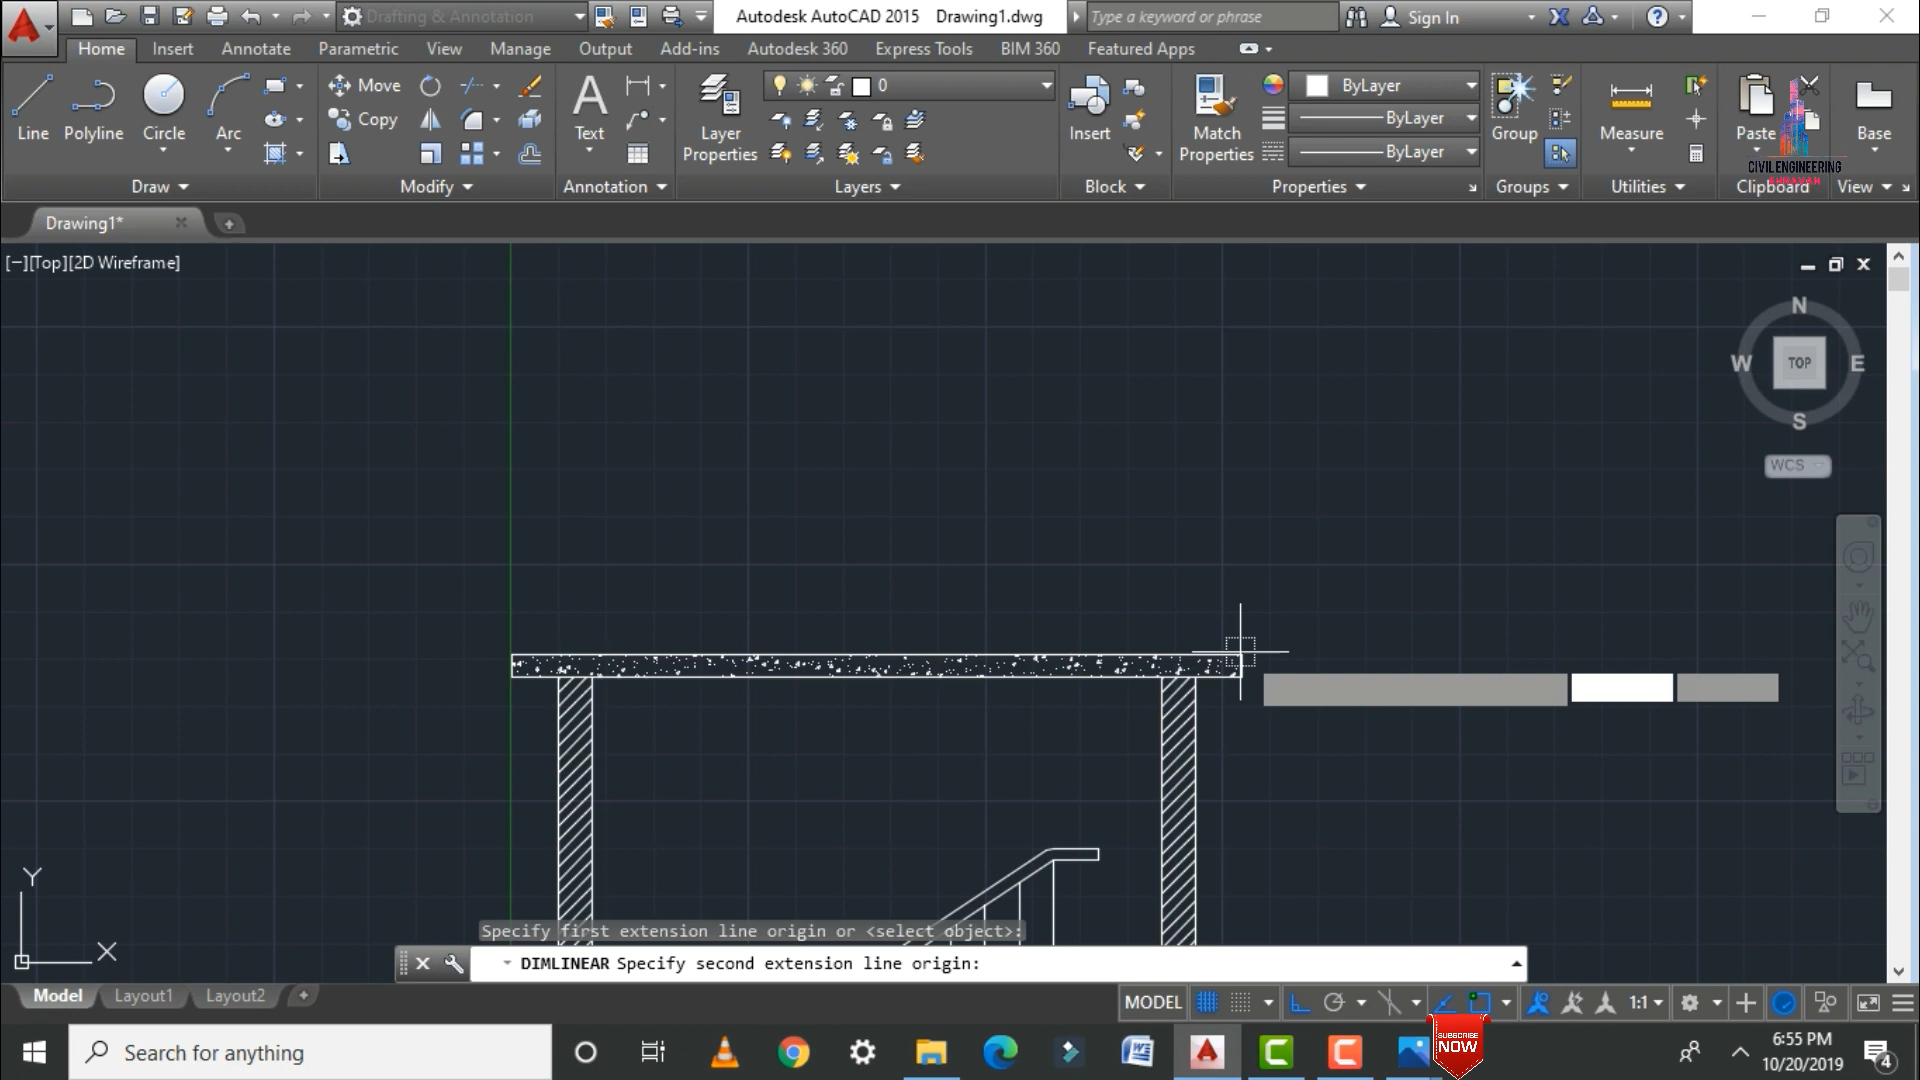 Drafting & Annotation
Autodesk AutoCAD 2015 Drawing1.dwg
Type a keyword or phrase
Sign In
Home Insert Annotate Parametric View Manage Output Add-ins Autodesk 360 Express Tools BIM 360 Featured Apps
Line Polyline Circle Arc
Move
Copy
A
Text
Layer
Properties
0
Insert
Match
Properties
ByLayer
ByLayer
ByLayer
Group
Measure
Paste
Base
CIVIL ENGINEERING
SHRAVAN
Draw Modify Annotation Layers Block Properties Groups Utilities Clipboard View
Drawing1*
[−][Top][2D Wireframe]
N
W TOP E
S
WCS
Y
X
Specify first extension line origin or <select object>:
DIMLINEAR Specify second extension line origin:
Model Layout1 Layout2
MODEL
1:1
SUBSCRIBE
NOW
Search for anything
6:55 PM
10/20/2019
4